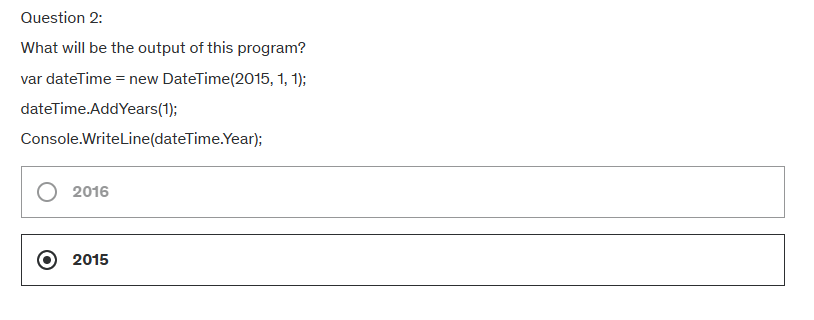 Question 2:
What will be the output of this program?
var dateTime = new DateTime(2015, 1, 1);
dateTime.AddYears(1);
Console.WriteLine(dateTime.Year);
2016
2015